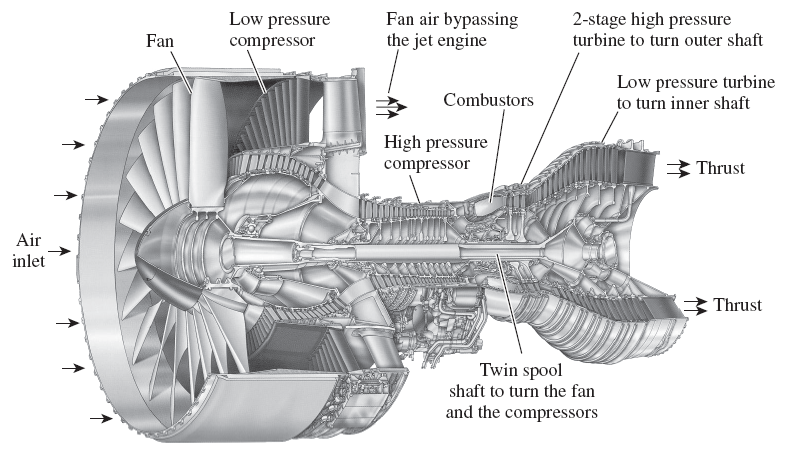 Fan
Low pressure
compressor
Fan air bypassing
the jet engine
2-stage high pressure
turbine to turn outer shaft
Low pressure turbine
to turn inner shaft
Combustors
High pressure
compressor
Thrust
Air
inlet
Thrust
Twin spool
shaft to turn the fan
and the compressors